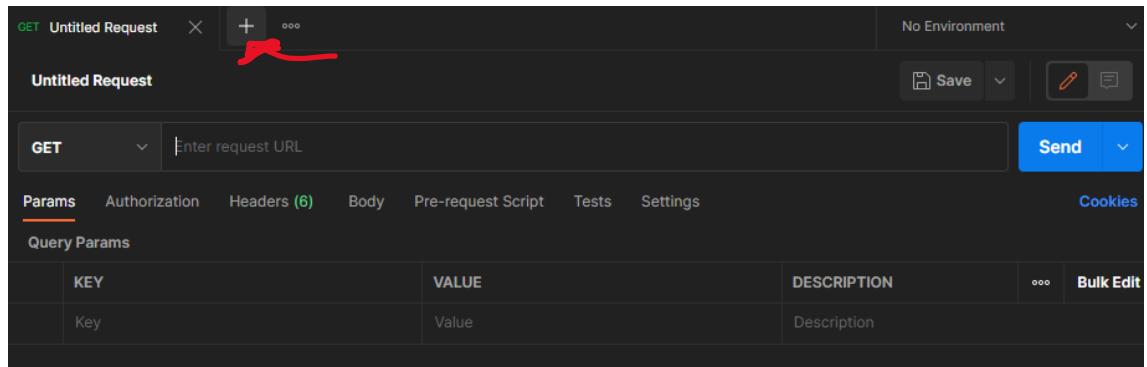 GET Untitled Request No Environment
Untitled Request Save
GET Enter request URL Send
Params Authorization Headers (6) Body Pre-request Script Tests Settings Cookies
Query Params
KEY VALUE DESCRIPTION Bulk Edit
Key Value Description